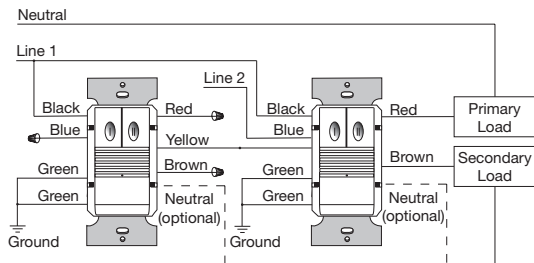 Neutral
Line 1
Line 2
Black
Red
Black
Red
Primary
Load
Blue
Yellow
Blue
Brown
Secondary
Load
Green
Brown
Green
Green
Neutral
(optional)
Green
Neutral
(optional)
Ground
Ground